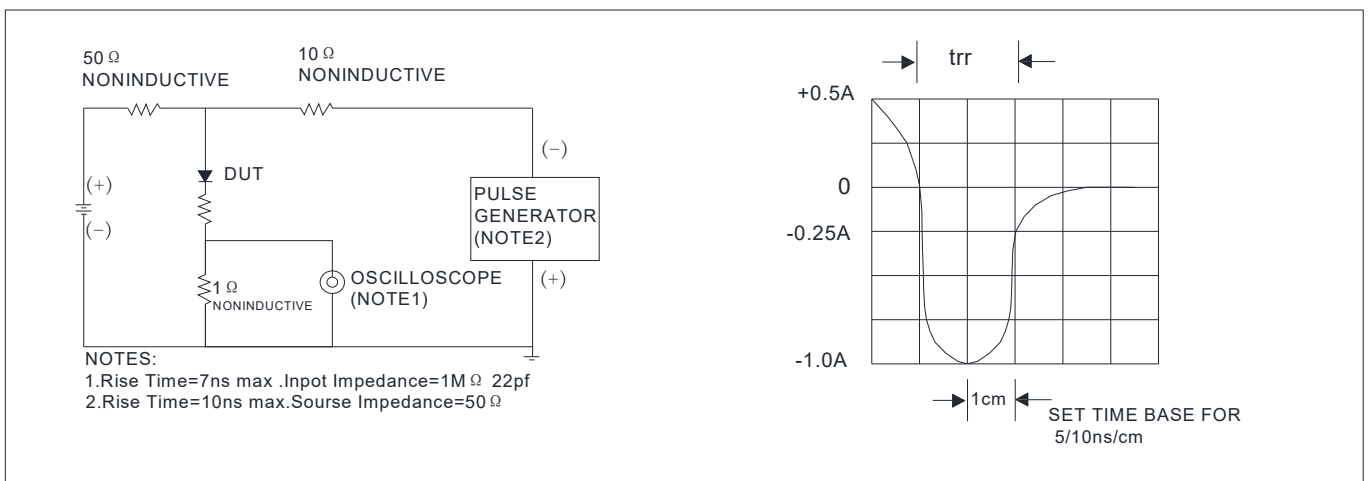 50 Ω
NONINDUCTIVE
10 Ω
NONINDUCTIVE
(−)
DUT
(+)
(−)
PULSE
GENERATOR
(NOTE2)
1 Ω
NONINDUCTIVE
OSCILLOSCOPE
(NOTE1)
(+)
NOTES:
1.Rise Time=7ns max .Inpot Impedance=1M Ω 22pf
2.Rise Time=10ns max.Sourse Impedance=50 Ω
trr
+0.5A
0
-0.25A
-1.0A
1cm
SET TIME BASE FOR
5/10ns/cm